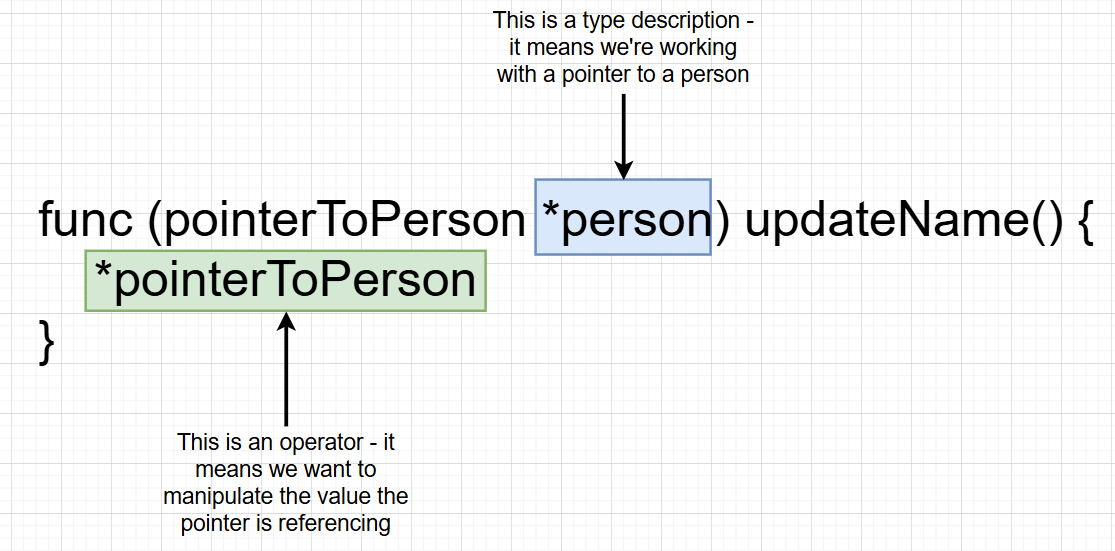 This is a type description -
it means we're working
with a pointer to a person
func (pointerToPerson *person) updateName() {
*pointerToPerson
}
This is an operator - it
means we want to
manipulate the value the
pointer is referencing